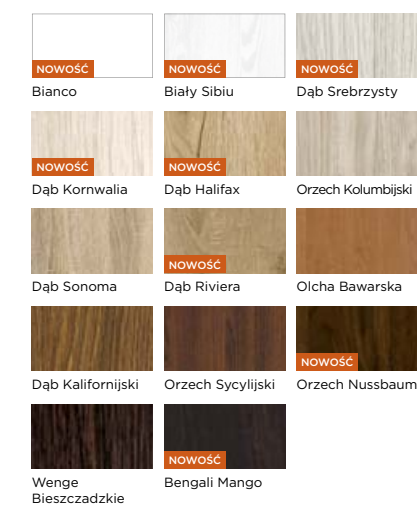 NOWOŚĆ
Bianco
NOWOŚĆ
Biały Sibiu
NOWOŚĆ
Dąb Srebrzysty
NOWOŚĆ
Dąb Kornwalia
NOWOŚĆ
Dąb Halifax
Orzech Kolumbijski
Dąb Sonoma
NOWOŚĆ
Dąb Riviera
Olcha Bawarska
Dąb Kalifornijski
Orzech Sycylijski
NOWOŚĆ
Orzech Nussbaum
Wenge
Bieszczadzkie
NOWOŚĆ
Bengali Mango